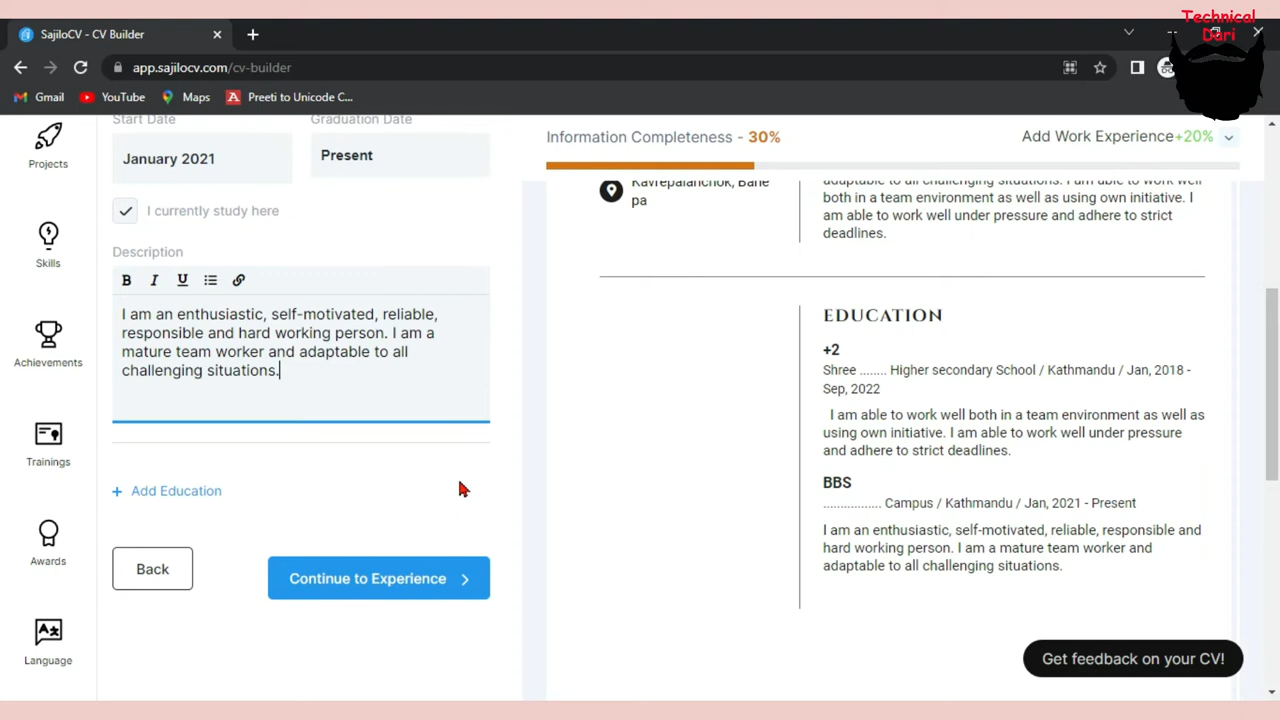 Technical
Dari
SajiloCV - CV Builder
app.sajilocv.com/cv-builder
Gmail
YouTube
Maps
Preeti to Unicode C...
Projects
Skills
Achievements
Trainings
Awards
Language
Start Date
Graduation Date
January 2021
Present
I currently study here
Description
B I U
I am an enthusiastic, self-motivated, reliable,
responsible and hard working person. I am a
mature team worker and adaptable to all
challenging situations.
+ Add Education
Back
Continue to Experience
Information Completeness - 30%
Add Work Experience+20%
Kavrepalanchok, Bane
pa
adaptable to all challenging situations. I am able to work well
both in a team environment as well as using own initiative. I
am able to work well under pressure and adhere to strict
deadlines.
EDUCATION
+2
Shree ........ Higher secondary School / Kathmandu / Jan, 2018 -
Sep, 2022
I am able to work well both in a team environment as well as
using own initiative. I am able to work well under pressure
and adhere to strict deadlines.
BBS
................. Campus / Kathmandu / Jan, 2021 - Present
I am an enthusiastic, self-motivated, reliable, responsible and
hard working person. I am a mature team worker and
adaptable to all challenging situations.
Get feedback on your CV!